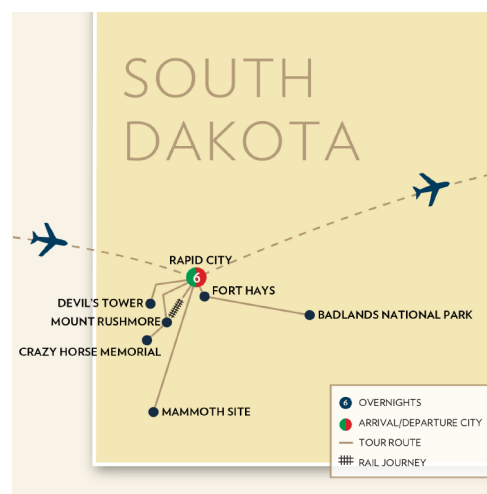 SOUTH
DAKOTA
RAPID CITY
6
FORT HAYS
DEVIL'S TOWER
MOUNT RUSHMORE
BADLANDS NATIONAL PARK
CRAZY HORSE MEMORIAL
MAMMOTH SITE
6 OVERNIGHTS
ARRIVAL/DEPARTURE CITY
TOUR ROUTE
RAIL JOURNEY